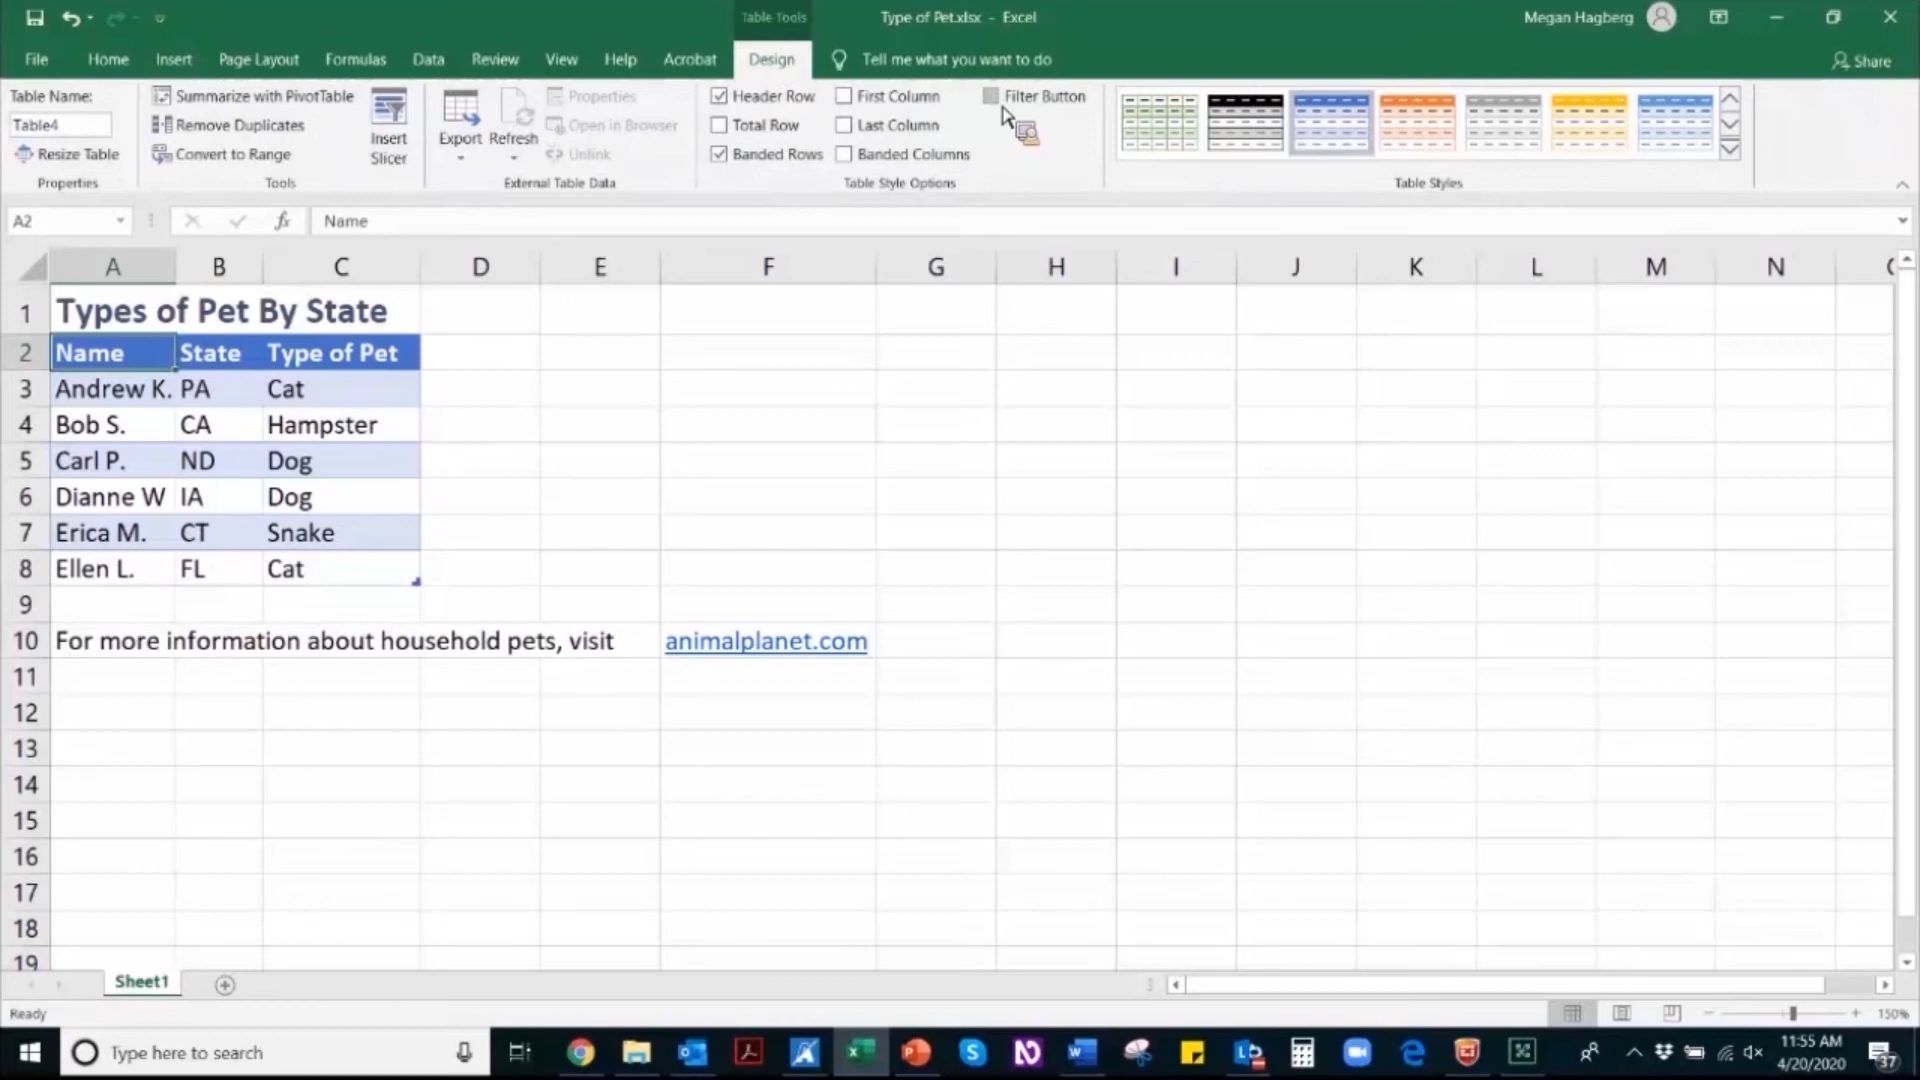 Table Tools
Type of Pet.xlsx - Excel
Megan Hagberg
File Home Insert Page Layout Formulas Data Review View Help Acrobat Design Tell me what you want to do Share
Table Name:
Table4
Resize Table
Properties
Summarize with PivotTable
Remove Duplicates
Convert to Range
Tools
Insert
Slicer
Export
Refresh
Properties
Open in Browser
Unlink
External Table Data
Header Row
Total Row
Banded Rows
First Column
Last Column
Banded Columns
Filter Button
Table Style Options
Table Styles
A2
fx
Name
A B C D E F G H I J K L M N
1 Types of Pet By State
2 Name State Type of Pet
3 Andrew K. PA Cat
4 Bob S. CA Hampster
5 Carl P. ND Dog
6 Dianne W IA Dog
7 Erica M. CT Snake
8 Ellen L. FL Cat
9
10 For more information about household pets, visit animalplanet.com
11
12
13
14
15
16
17
18
19
Sheet1
Ready
150%
Type here to search
11:55 AM
4/20/2020
37